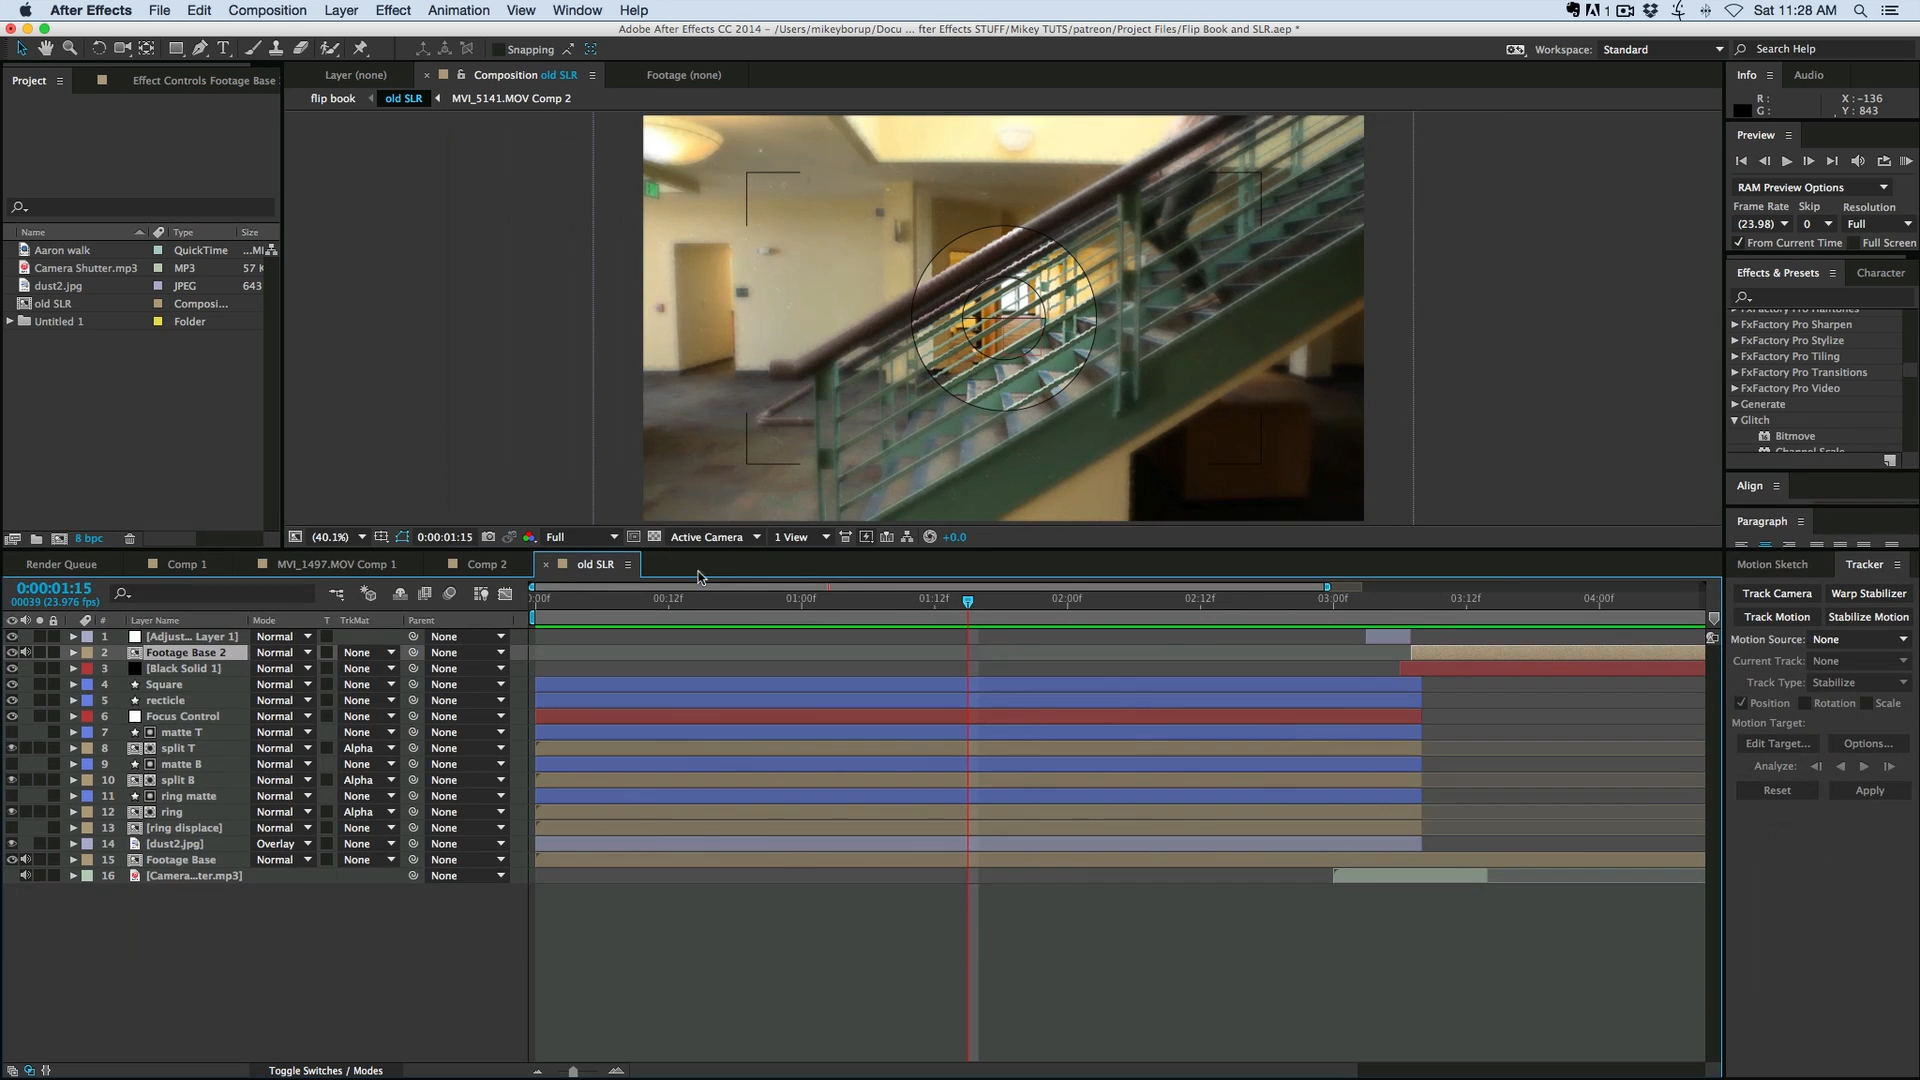 After Effects File Edit Composition Layer Effect Animation View Window Help
1 Sat 11:28 AM
Adobe After Effects CC 2014 – /Users/mikeyborup/Docu ... fter Effects STUFF/Mikey TUTS/patreon/Project Files/Flip Book and SLR.aep *
Snapping Workspace: Standard Search Help
Project Effect Controls Footage Base
Layer (none) Composition old SLR Footage (none)
Info Audio
flip book old SLR MVI_5141.MOV Comp 2
R: X: -136
G: Y: 843
Preview
RAM Preview Options
Frame Rate Skip Resolution
(23.98) 0 Full
From Current Time Full Screen
Name Type Size
Aaron walk QuickTime ...MI
Camera Shutter.mp3 MP3 57 K
dust2.jpg JPEG 643
old SLR Composi...
Untitled 1 Folder
Effects & Presets Character
FxFactory Pro Halftones
FxFactory Pro Sharpen
FxFactory Pro Stylize
FxFactory Pro Tiling
FxFactory Pro Transitions
FxFactory Pro Video
Generate
Glitch
Bitmove
Channel Scale
Align
Paragraph
8 bpc
(40.1%) 0:00:01:15 Full Active Camera 1 View +0.0
Render Queue Comp 1 MVI_1497.MOV Comp 1 Comp 2 old SLR
Motion Sketch Tracker
0:00:01:15
00039 (23.976 fps)
:00f 00:12f 01:00f 01:12f 02:00f 02:12f 03:00f 03:12f 04:00f
# Layer Name Mode T TrkMat Parent
1 [Adjust... Layer 1] Normal None
2 Footage Base 2 Normal None None
3 [Black Solid 1] Normal None None
4 Square Normal None None
5 recticle Normal None None
6 Focus Control Normal None None
7 matte T Normal None None
8 split T Normal Alpha None
9 matte B Normal None None
10 split B Normal Alpha None
11 ring matte Normal None None
12 ring Normal Alpha None
13 [ring displace] Normal None None
14 [dust2.jpg] Overlay None None
15 Footage Base Normal None None
16 [Camera...ter.mp3] None
Track Camera Warp Stabilizer
Track Motion Stabilize Motion
Motion Source: None
Current Track: None
Track Type: Stabilize
Position Rotation Scale
Motion Target:
Edit Target... Options...
Analyze:
Reset Apply
Toggle Switches / Modes